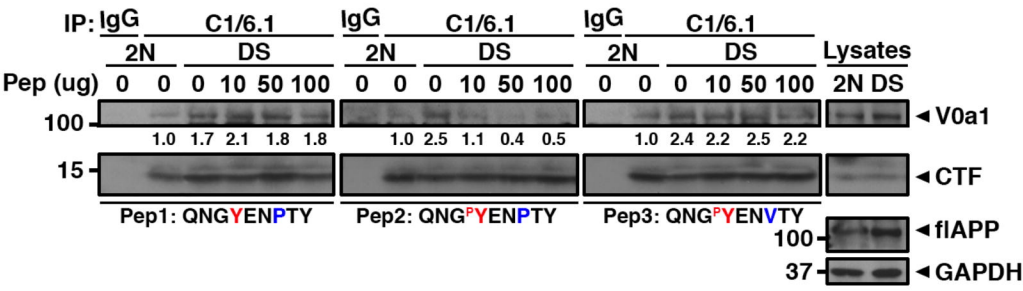 IP: IgG C1/6.1 IgG C1/6.1 IgG C1/6.1
2N DS 2N DS 2N DS Lysates
Pep (ug) 0 0 0 10 50 100 0 0 0 10 50 100 0 0 0 10 50 100 2N DS
100 V0a1
1.0 1.7 2.1 1.8 1.8 1.0 2.5 1.1 0.4 0.5 1.0 2.4 2.2 2.5 2.2
15 CTF
Pep1: QNGYENPTY Pep2: QNGᴾYENPTY Pep3: QNGᴾYENVTY
100 flAPP
37 GAPDH